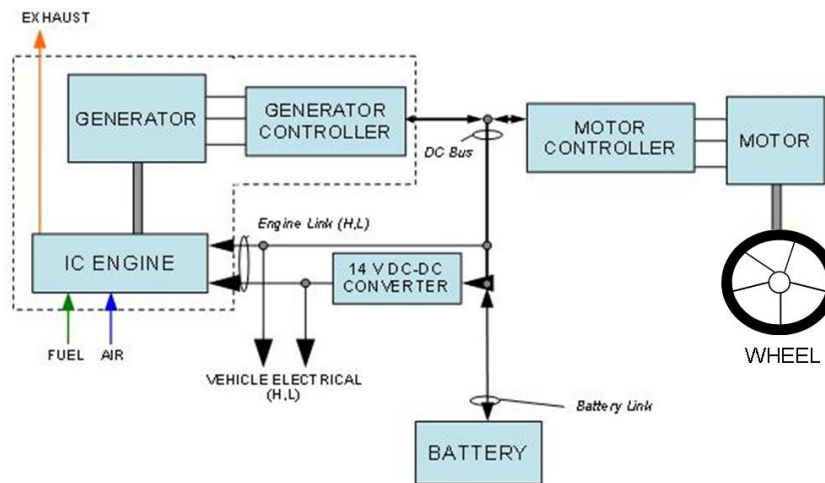 EXHAUST
GENERATOR
GENERATOR
CONTROLLER
DC Bus
MOTOR
CONTROLLER
MOTOR
Engine Link (H,L)
IC ENGINE
14 V DC-DC
CONVERTER
FUEL
AIR
VEHICLE ELECTRICAL
(H,L)
WHEEL
Battery Link
BATTERY